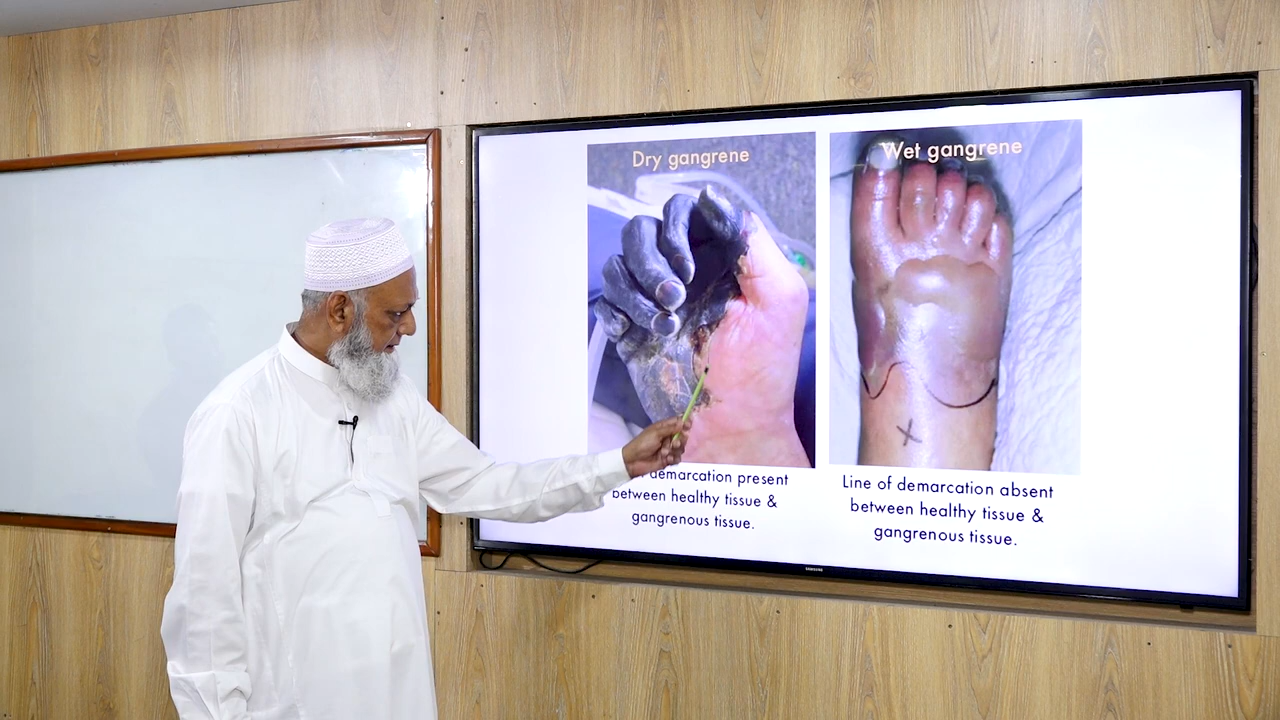 Dry gangrene
demarcation present
between healthy tissue &
gangrenous tissue.
Wet gangrene
Line of demarcation absent
between healthy tissue &
gangrenous tissue.
SAMSUNG